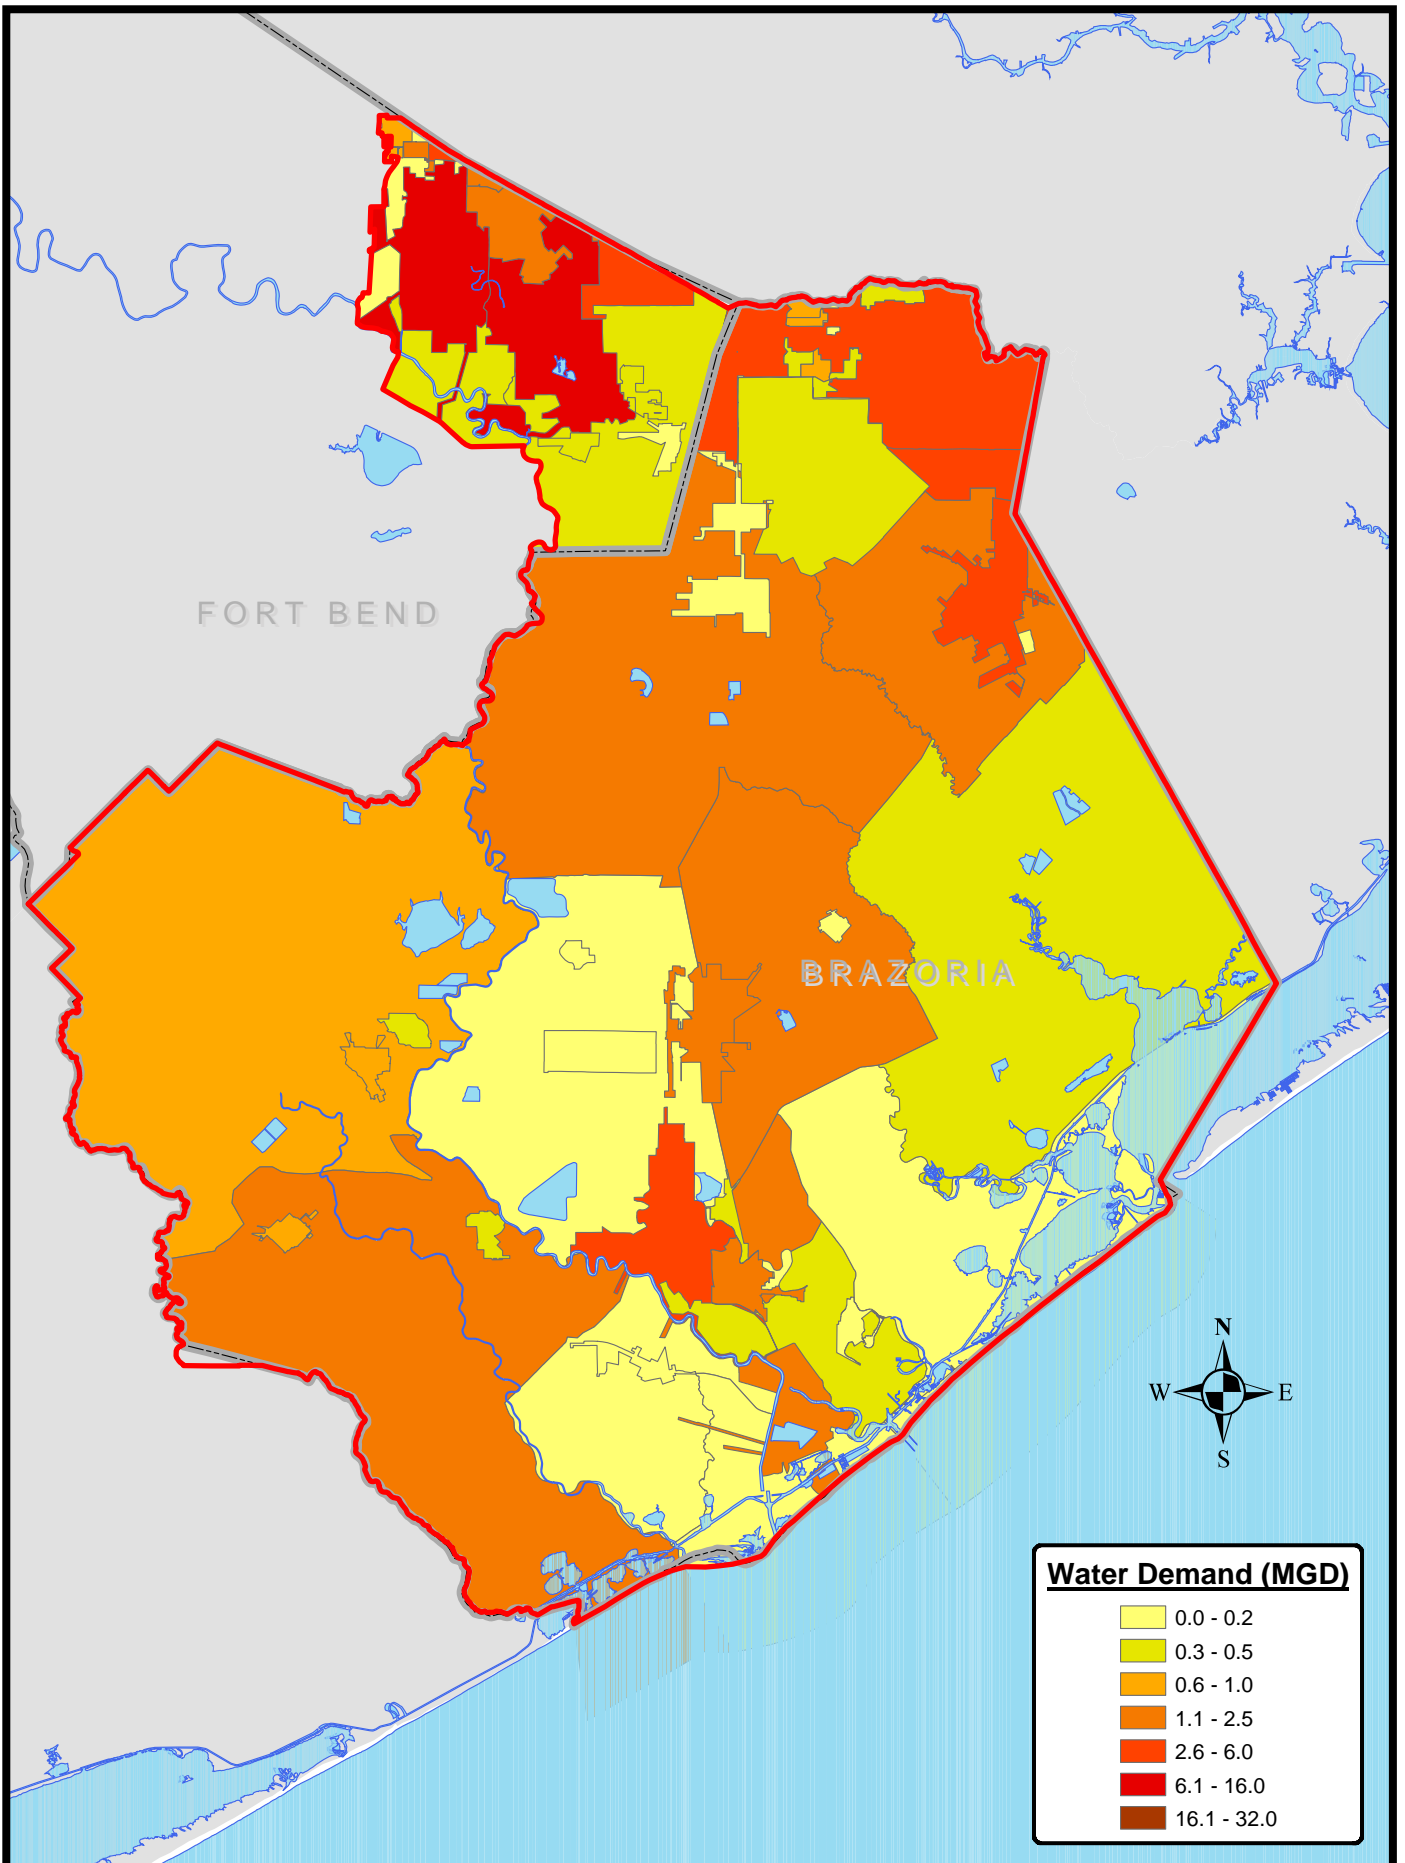 FORT BEND
BRAZORIA
N
W E
S
Water Demand (MGD)
0.0 - 0.2
0.3 - 0.5
0.6 - 1.0
1.1 - 2.5
2.6 - 6.0
6.1 - 16.0
16.1 - 32.0